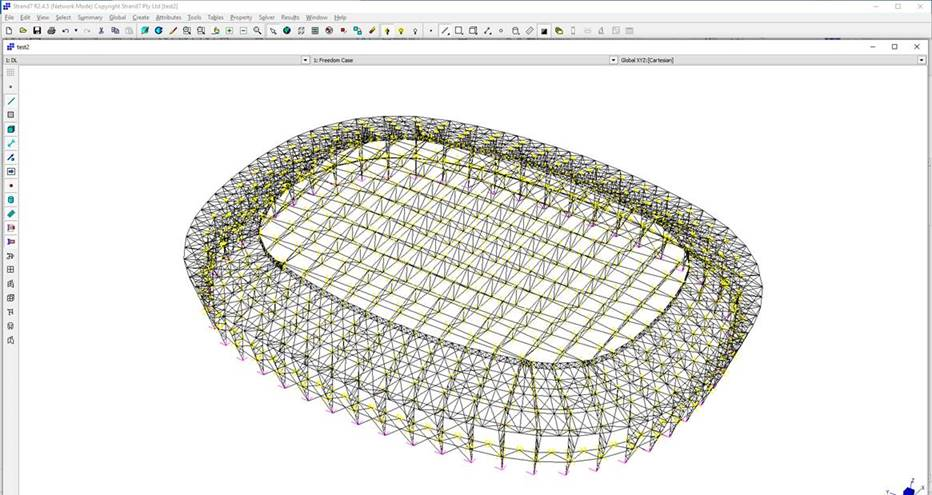 Strand7 R2.4.5 (Network Mode) Copyright Strand7 Pty Ltd [test2]
File Edit View Select Summary Global Create Attributes Tools Tables Property Solver Results Window Help
test2
1: DL 1: Freedom Case Global XYZ:[Cartesian]
Z
Y X